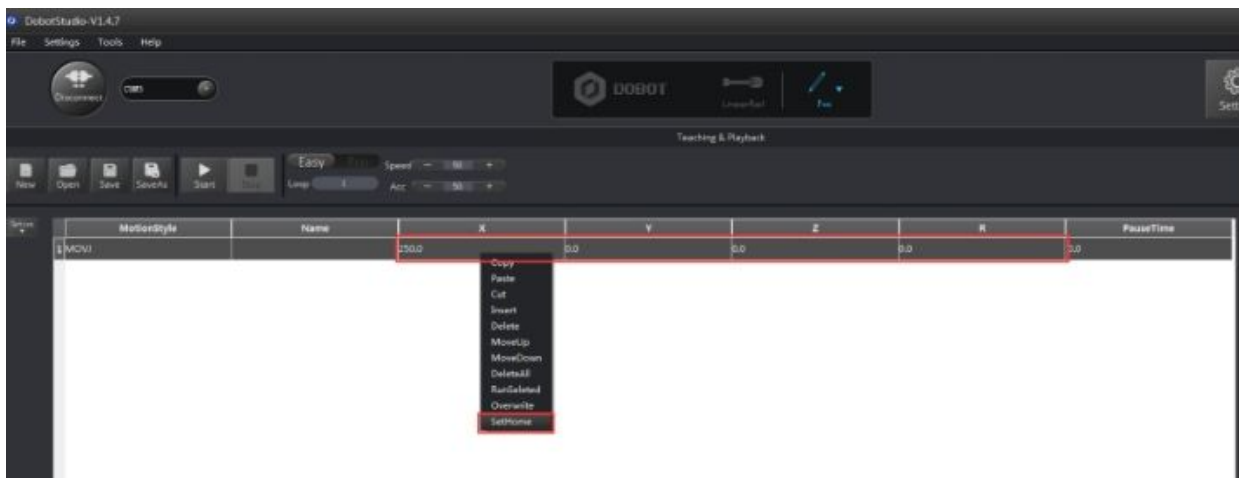 DobotStudio-V1.4.7
File Settings Tools Help
Disconnect
DOBOT
Pen
Teaching & Playback
New Open Save SaveAs Start
Easy
Speed - 50 +
Loop 1
Acc - 50 +
MotionStyle Name X Y Z R PauseTime
1 MOVJ 250.0 0.0 0.0 0.0 0.0
Copy
Paste
Cut
Insert
Delete
MoveUp
MoveDown
DeleteAll
RunSeleted
Overwrite
SetHome